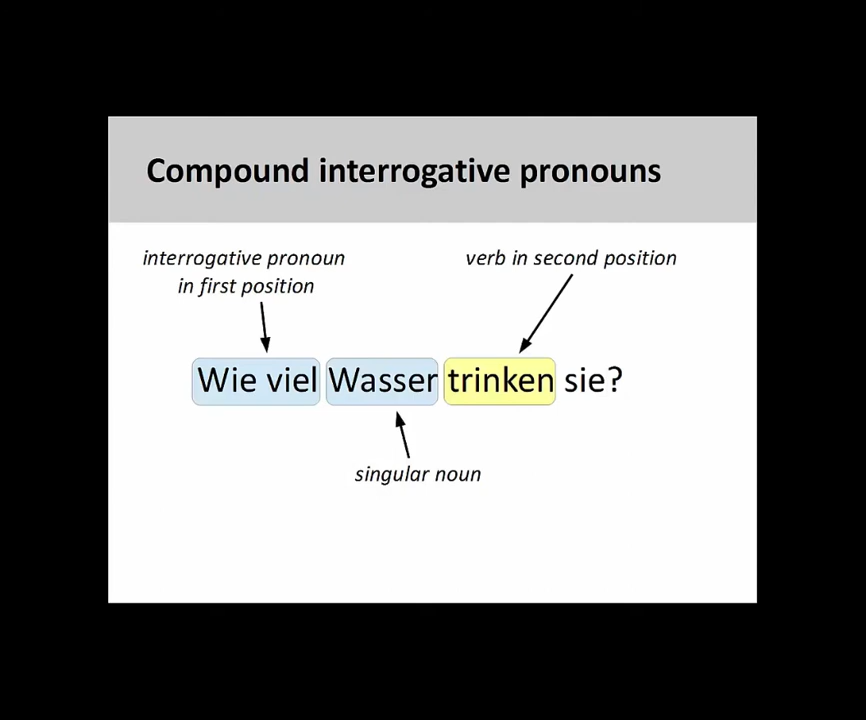 Compound interrogative pronouns
interrogative pronoun
in first position
verb in second position
Wie viel Wasser trinken sie?
singular noun